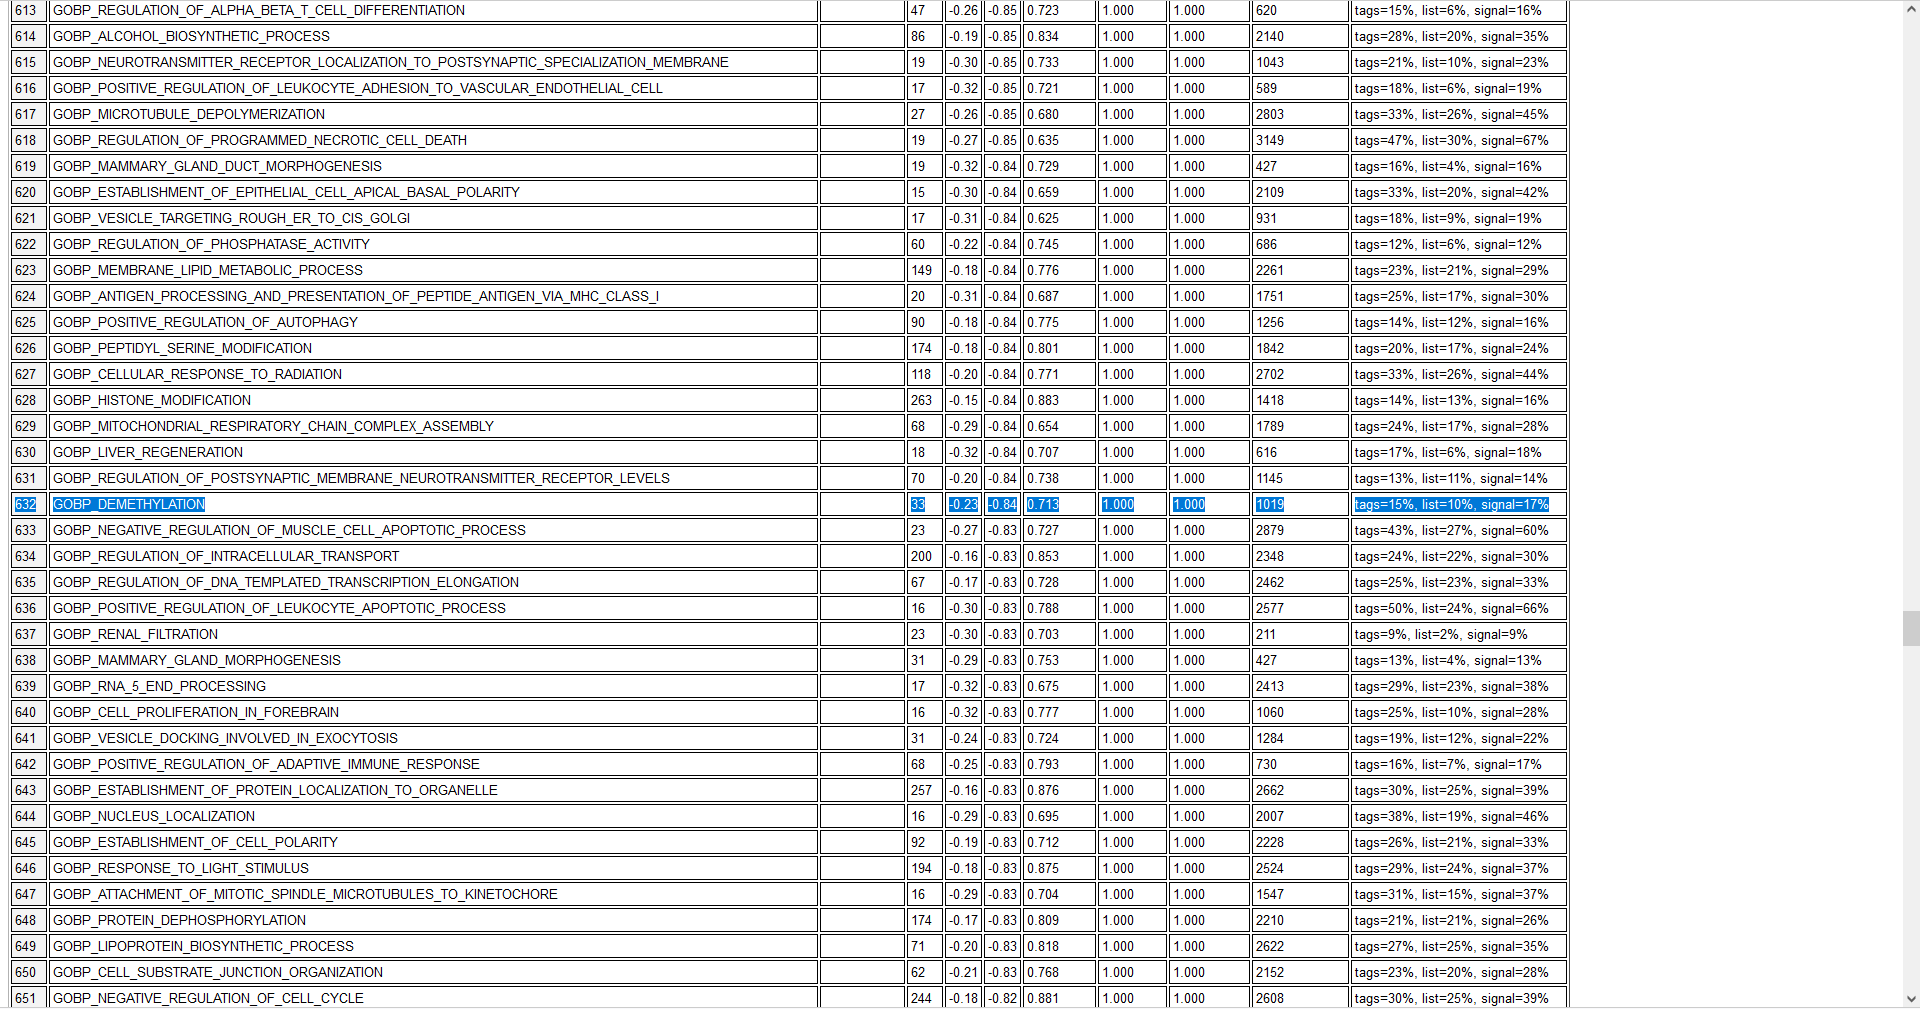 613 GOBP_REGULATION_OF_ALPHA_BETA_T_CELL_DIFFERENTIATION 47 -0.26 -0.85 0.723 1.000 1.000 620 tags=15%, list=6%, signal=16%
614 GOBP_ALCOHOL_BIOSYNTHETIC_PROCESS 86 -0.19 -0.85 0.834 1.000 1.000 2140 tags=28%, list=20%, signal=35%
615 GOBP_NEUROTRANSMITTER_RECEPTOR_LOCALIZATION_TO_POSTSYNAPTIC_SPECIALIZATION_MEMBRANE 19 -0.30 -0.85 0.733 1.000 1.000 1043 tags=21%, list=10%, signal=23%
616 GOBP_POSITIVE_REGULATION_OF_LEUKOCYTE_ADHESION_TO_VASCULAR_ENDOTHELIAL_CELL 17 -0.32 -0.85 0.721 1.000 1.000 589 tags=18%, list=6%, signal=19%
617 GOBP_MICROTUBULE_DEPOLYMERIZATION 27 -0.26 -0.85 0.680 1.000 1.000 2803 tags=33%, list=26%, signal=45%
618 GOBP_REGULATION_OF_PROGRAMMED_NECROTIC_CELL_DEATH 19 -0.27 -0.85 0.635 1.000 1.000 3149 tags=47%, list=30%, signal=67%
619 GOBP_MAMMARY_GLAND_DUCT_MORPHOGENESIS 19 -0.32 -0.84 0.729 1.000 1.000 427 tags=16%, list=4%, signal=16%
620 GOBP_ESTABLISHMENT_OF_EPITHELIAL_CELL_APICAL_BASAL_POLARITY 15 -0.30 -0.84 0.659 1.000 1.000 2109 tags=33%, list=20%, signal=42%
621 GOBP_VESICLE_TARGETING_ROUGH_ER_TO_CIS_GOLGI 17 -0.31 -0.84 0.625 1.000 1.000 931 tags=18%, list=9%, signal=19%
622 GOBP_REGULATION_OF_PHOSPHATASE_ACTIVITY 60 -0.22 -0.84 0.745 1.000 1.000 686 tags=12%, list=6%, signal=12%
623 GOBP_MEMBRANE_LIPID_METABOLIC_PROCESS 149 -0.18 -0.84 0.776 1.000 1.000 2261 tags=23%, list=21%, signal=29%
624 GOBP_ANTIGEN_PROCESSING_AND_PRESENTATION_OF_PEPTIDE_ANTIGEN_VIA_MHC_CLASS_I 20 -0.31 -0.84 0.687 1.000 1.000 1751 tags=25%, list=17%, signal=30%
625 GOBP_POSITIVE_REGULATION_OF_AUTOPHAGY 90 -0.18 -0.84 0.775 1.000 1.000 1256 tags=14%, list=12%, signal=16%
626 GOBP_PEPTIDYL_SERINE_MODIFICATION 174 -0.18 -0.84 0.801 1.000 1.000 1842 tags=20%, list=17%, signal=24%
627 GOBP_CELLULAR_RESPONSE_TO_RADIATION 118 -0.20 -0.84 0.771 1.000 1.000 2702 tags=33%, list=26%, signal=44%
628 GOBP_HISTONE_MODIFICATION 263 -0.15 -0.84 0.883 1.000 1.000 1418 tags=14%, list=13%, signal=16%
629 GOBP_MITOCHONDRIAL_RESPIRATORY_CHAIN_COMPLEX_ASSEMBLY 68 -0.29 -0.84 0.654 1.000 1.000 1789 tags=24%, list=17%, signal=28%
630 GOBP_LIVER_REGENERATION 18 -0.32 -0.84 0.707 1.000 1.000 616 tags=17%, list=6%, signal=18%
631 GOBP_REGULATION_OF_POSTSYNAPTIC_MEMBRANE_NEUROTRANSMITTER_RECEPTOR_LEVELS 70 -0.20 -0.84 0.738 1.000 1.000 1145 tags=13%, list=11%, signal=14%
632 GOBP_DEMETHYLATION 33 -0.23 -0.84 0.713 1.000 1.000 1019 tags=15%, list=10%, signal=17%
633 GOBP_NEGATIVE_REGULATION_OF_MUSCLE_CELL_APOPTOTIC_PROCESS 23 -0.27 -0.83 0.727 1.000 1.000 2879 tags=43%, list=27%, signal=60%
634 GOBP_REGULATION_OF_INTRACELLULAR_TRANSPORT 200 -0.16 -0.83 0.853 1.000 1.000 2348 tags=24%, list=22%, signal=30%
635 GOBP_REGULATION_OF_DNA_TEMPLATED_TRANSCRIPTION_ELONGATION 67 -0.17 -0.83 0.728 1.000 1.000 2462 tags=25%, list=23%, signal=33%
636 GOBP_POSITIVE_REGULATION_OF_LEUKOCYTE_APOPTOTIC_PROCESS 16 -0.30 -0.83 0.788 1.000 1.000 2577 tags=50%, list=24%, signal=66%
637 GOBP_RENAL_FILTRATION 23 -0.30 -0.83 0.703 1.000 1.000 211 tags=9%, list=2%, signal=9%
638 GOBP_MAMMARY_GLAND_MORPHOGENESIS 31 -0.29 -0.83 0.753 1.000 1.000 427 tags=13%, list=4%, signal=13%
639 GOBP_RNA_5_END_PROCESSING 17 -0.32 -0.83 0.675 1.000 1.000 2413 tags=29%, list=23%, signal=38%
640 GOBP_CELL_PROLIFERATION_IN_FOREBRAIN 16 -0.32 -0.83 0.777 1.000 1.000 1060 tags=25%, list=10%, signal=28%
641 GOBP_VESICLE_DOCKING_INVOLVED_IN_EXOCYTOSIS 31 -0.24 -0.83 0.724 1.000 1.000 1284 tags=19%, list=12%, signal=22%
642 GOBP_POSITIVE_REGULATION_OF_ADAPTIVE_IMMUNE_RESPONSE 68 -0.25 -0.83 0.793 1.000 1.000 730 tags=16%, list=7%, signal=17%
643 GOBP_ESTABLISHMENT_OF_PROTEIN_LOCALIZATION_TO_ORGANELLE 257 -0.16 -0.83 0.876 1.000 1.000 2662 tags=30%, list=25%, signal=39%
644 GOBP_NUCLEUS_LOCALIZATION 16 -0.29 -0.83 0.695 1.000 1.000 2007 tags=38%, list=19%, signal=46%
645 GOBP_ESTABLISHMENT_OF_CELL_POLARITY 92 -0.19 -0.83 0.712 1.000 1.000 2228 tags=26%, list=21%, signal=33%
646 GOBP_RESPONSE_TO_LIGHT_STIMULUS 194 -0.18 -0.83 0.875 1.000 1.000 2524 tags=29%, list=24%, signal=37%
647 GOBP_ATTACHMENT_OF_MITOTIC_SPINDLE_MICROTUBULES_TO_KINETOCHORE 16 -0.29 -0.83 0.704 1.000 1.000 1547 tags=31%, list=15%, signal=37%
648 GOBP_PROTEIN_DEPHOSPHORYLATION 174 -0.17 -0.83 0.809 1.000 1.000 2210 tags=21%, list=21%, signal=26%
649 GOBP_LIPOPROTEIN_BIOSYNTHETIC_PROCESS 71 -0.20 -0.83 0.818 1.000 1.000 2622 tags=27%, list=25%, signal=35%
650 GOBP_CELL_SUBSTRATE_JUNCTION_ORGANIZATION 62 -0.21 -0.83 0.768 1.000 1.000 2152 tags=23%, list=20%, signal=28%
651 GOBP_NEGATIVE_REGULATION_OF_CELL_CYCLE 244 -0.18 -0.82 0.881 1.000 1.000 2608 tags=30%, list=25%, signal=39%